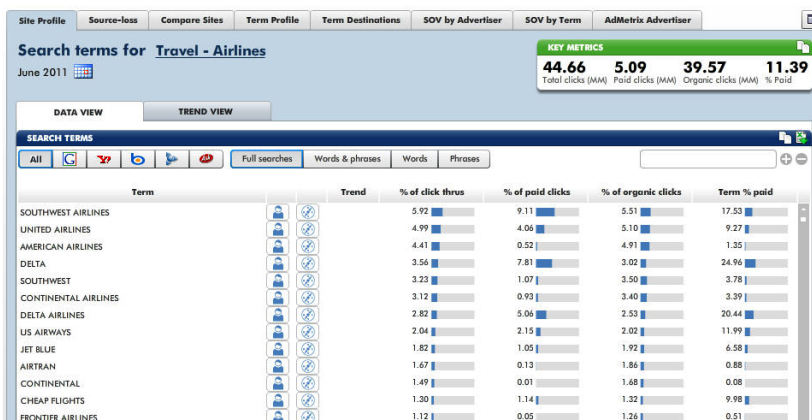 Site Profile Source-loss Compare Sites Term Profile Term Destinations SOV by Advertiser SOV by Term AdMetrix Advertiser
Search terms for Travel - Airlines
June 2011
KEY METRICS
44.66 5.09 39.57 11.39
Total clicks (MM) Paid clicks (MM) Organic clicks (MM) % Paid
DATA VIEW TREND VIEW
SEARCH TERMS
All G Y! b Ask Full searches Words & phrases Words Phrases
Term Trend % of click thrus % of paid clicks % of organic clicks Term % paid
SOUTHWEST AIRLINES 5.92 9.11 5.51 17.53
UNITED AIRLINES 4.99 4.06 5.10 9.27
AMERICAN AIRLINES 4.41 0.52 4.91 1.35
DELTA 3.56 7.81 3.02 24.96
SOUTHWEST 3.23 1.07 3.50 3.78
CONTINENTAL AIRLINES 3.12 0.93 3.40 3.39
DELTA AIRLINES 2.82 5.06 2.53 20.44
US AIRWAYS 2.04 2.15 2.02 11.99
JET BLUE 1.82 1.05 1.92 6.58
AIRTRAN 1.67 0.13 1.86 0.88
CONTINENTAL 1.49 0.01 1.68 0.08
CHEAP FLIGHTS 1.30 1.14 1.32 9.98
FRONTIER AIRLINES 1.12 0.05 1.26 0.51